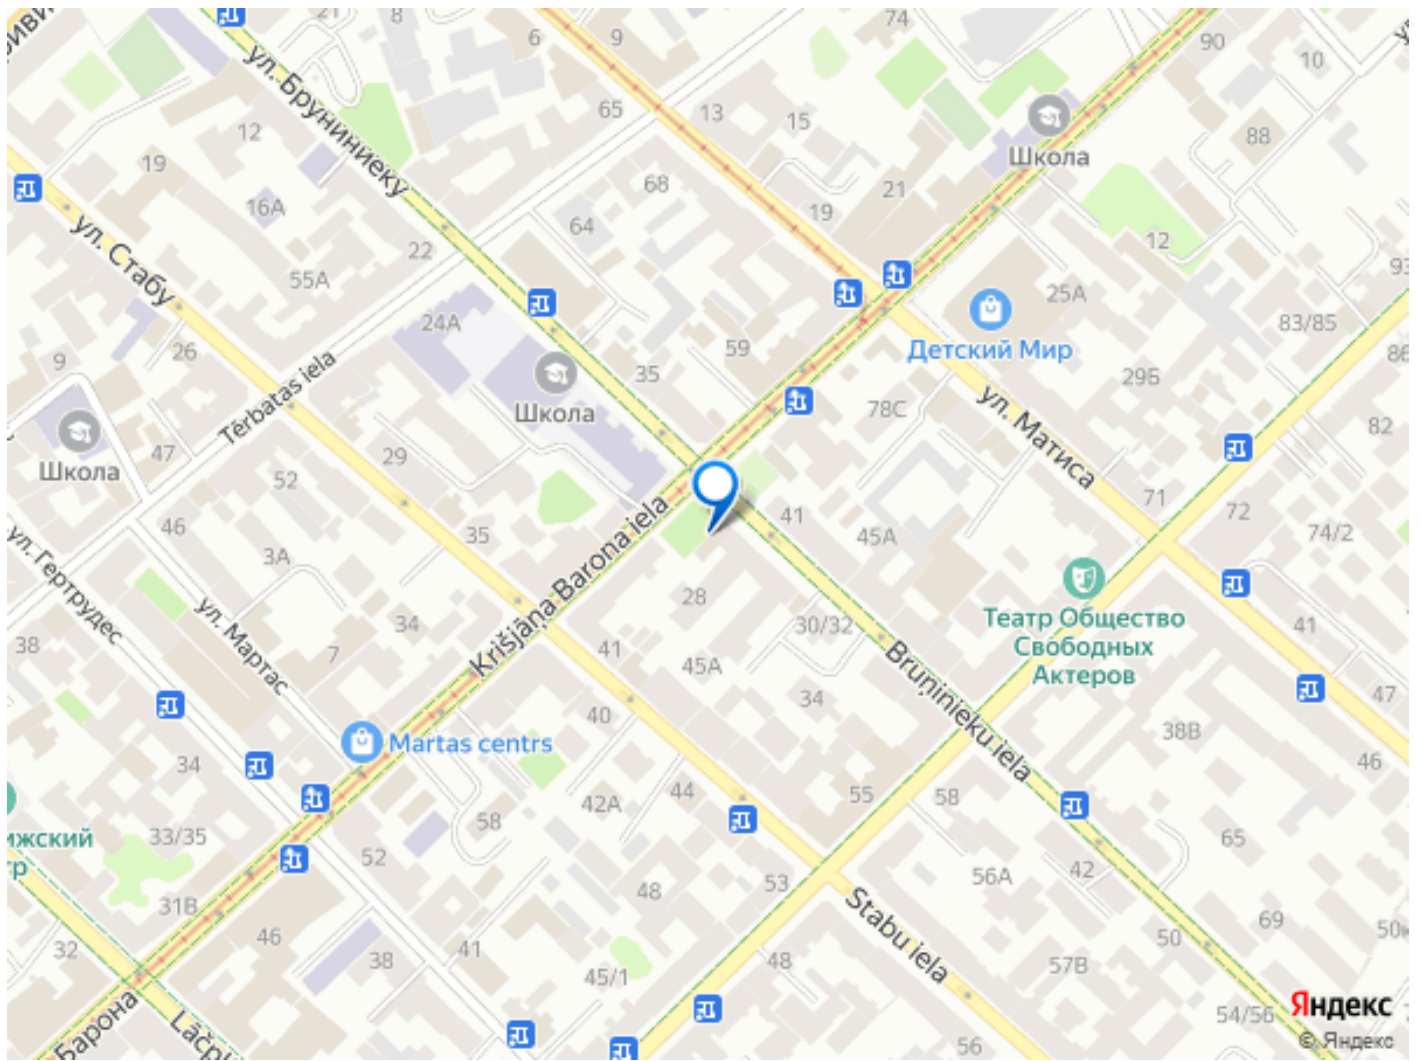 21
8
74
6
9
90
10
ул. Бруниниеку
65
13
15
12
88
Школа
19
68
21
16A
64
19
12
22
ул. Стабу
55A
25A
93
24A
83/85
Детский Мир
59
26
9
Tērbatas iela
35
86
29Б
Школа
78C
ул. Матиса
82
47
29
Школа
52
71
72
41
46
Krišjāņa Barona iela
35
45A
74/2
3A
ул. Гертрудес
ул. Мартас
28
Театр Общество
Свободных
Актеров
34
30/32
41
38
7
41
45A
Bruņinieku iela
47
34
40
38B
Martas centrs
46
34
44
55
58
42A
58
33/35
ижский
65
52
42
53
56A
48
31B
Stabu iela
69
32
46
41
50
38
45/1
48
57B
Яндекс
54/56
© Яндекс
Барона
56